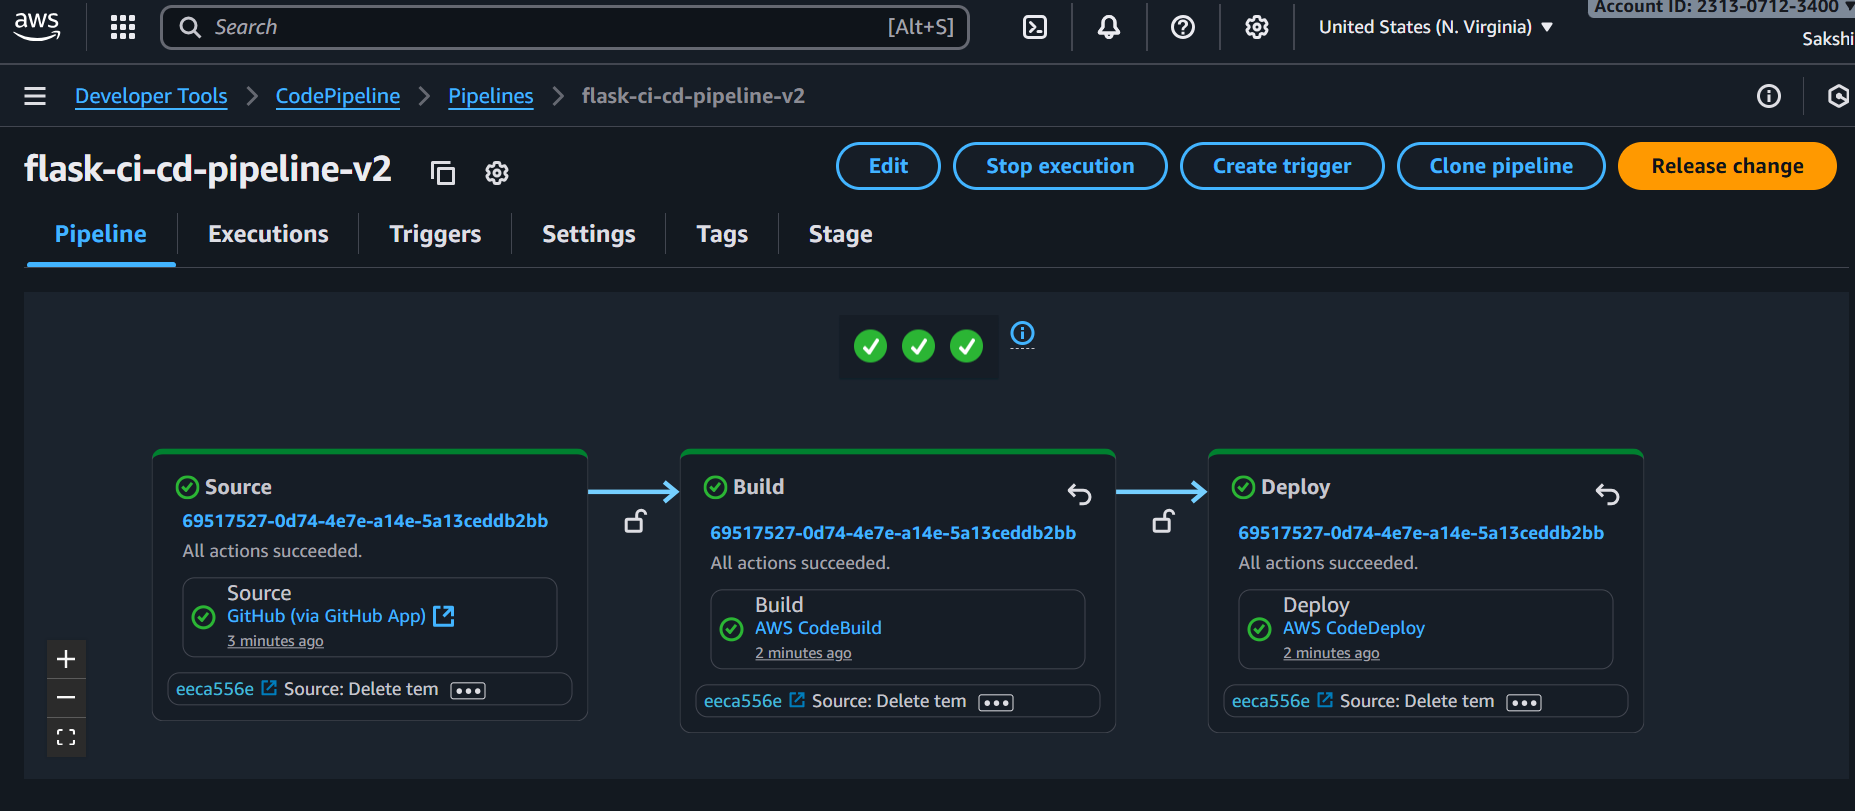 aws
Search
[Alt+S]
United States (N. Virginia)
Account ID: 2313-0712-3400
Sakshi
Developer Tools
CodePipeline
Pipelines
flask-ci-cd-pipeline-v2
flask-ci-cd-pipeline-v2
Edit
Stop execution
Create trigger
Clone pipeline
Release change
Pipeline
Executions
Triggers
Settings
Tags
Stage
Source
69517527-0d74-4e7e-a14e-5a13ceddb2bb
All actions succeeded.
Source
GitHub (via GitHub App)
3 minutes ago
eeca556e Source: Delete tem
Build
69517527-0d74-4e7e-a14e-5a13ceddb2bb
All actions succeeded.
Build
AWS CodeBuild
2 minutes ago
eeca556e Source: Delete tem
Deploy
69517527-0d74-4e7e-a14e-5a13ceddb2bb
All actions succeeded.
Deploy
AWS CodeDeploy
2 minutes ago
eeca556e Source: Delete tem